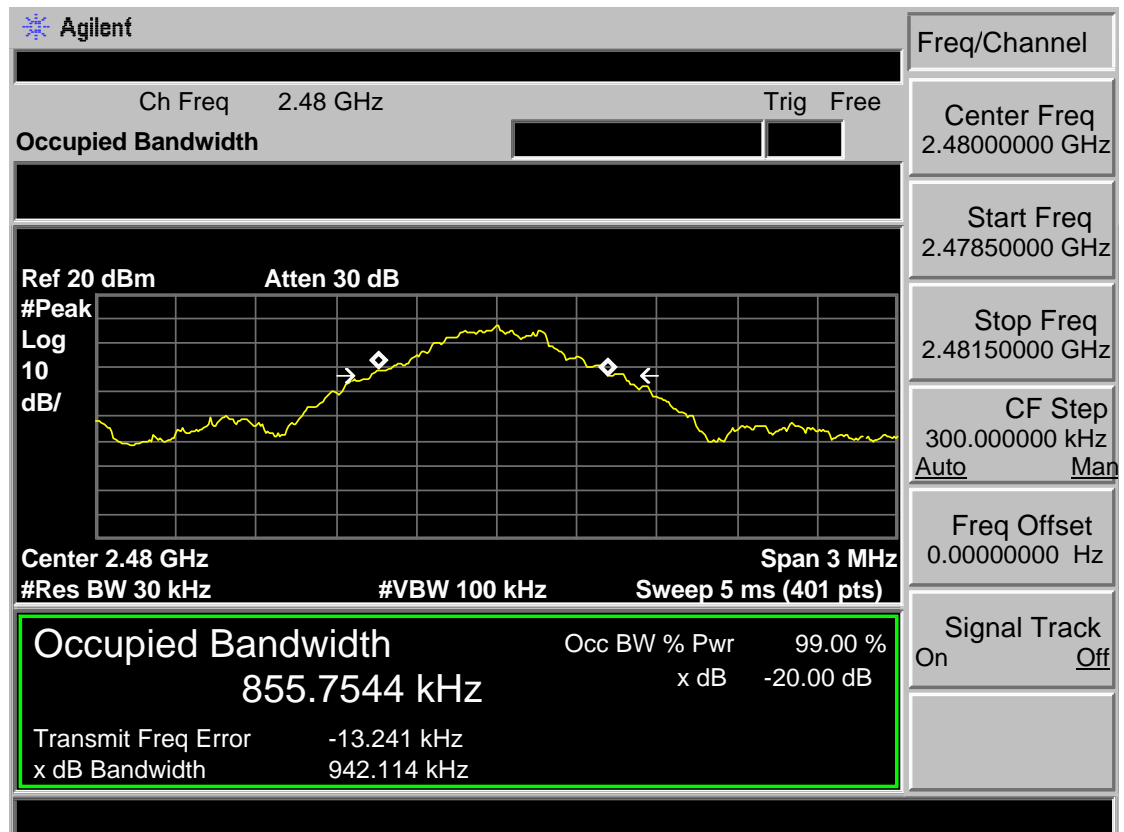 Agilent
Freq/Channel
Ch Freq 2.48 GHz Trig Free
Occupied Bandwidth
Center Freq
2.48000000 GHz
Start Freq
2.47850000 GHz
Stop Freq
2.48150000 GHz
CF Step
300.000000 kHz
Auto Man
Freq Offset
0.00000000 Hz
Signal Track
On Off
Ref 20 dBm Atten 30 dB
#Peak
Log
10
dB/
Center 2.48 GHz Span 3 MHz
#Res BW 30 kHz #VBW 100 kHz Sweep 5 ms (401 pts)
Occupied Bandwidth Occ BW % Pwr 99.00 %
855.7544 kHz x dB -20.00 dB
Transmit Freq Error -13.241 kHz
x dB Bandwidth 942.114 kHz